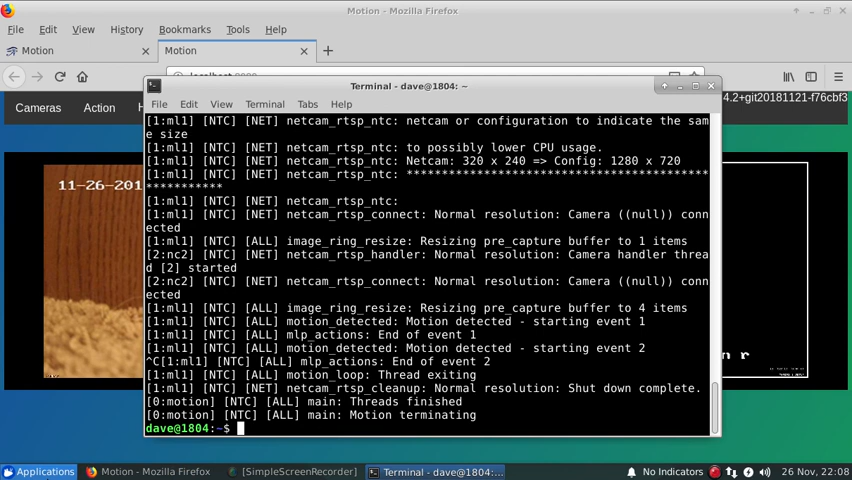 Motion - Mozilla Firefox
File Edit View History Bookmarks Tools Help
Motion
Motion
Terminal - dave@1804: ~
Cameras Action
4.2+git20181121-f76cbf3
File Edit View Terminal Tabs Help
[1:ml1] [NTC] [NET] netcam_rtsp_ntc: netcam or configuration to indicate the sam
e size
[1:ml1] [NTC] [NET] netcam_rtsp_ntc: to possibly lower CPU usage.
[1:ml1] [NTC] [NET] netcam_rtsp_ntc: Netcam: 320 x 240 => Config: 1280 x 720
[1:ml1] [NTC] [NET] netcam_rtsp_ntc: *******************************************
***********
[1:ml1] [NTC] [NET] netcam_rtsp_ntc:
[1:ml1] [NTC] [NET] netcam_rtsp_connect: Normal resolution: Camera ((null)) conn
ected
[1:ml1] [NTC] [ALL] image_ring_resize: Resizing pre_capture buffer to 1 items
[2:nc2] [NTC] [NET] netcam_rtsp_handler: Normal resolution: Camera handler threa
d [2] started
[2:nc2] [NTC] [NET] netcam_rtsp_connect: Normal resolution: Camera ((null)) conn
ected
[1:ml1] [NTC] [ALL] image_ring_resize: Resizing pre_capture buffer to 4 items
[1:ml1] [NTC] [ALL] motion_detected: Motion detected - starting event 1
[1:ml1] [NTC] [ALL] mlp_actions: End of event 1
[1:ml1] [NTC] [ALL] motion_detected: Motion detected - starting event 2
^C[1:ml1] [NTC] [ALL] mlp_actions: End of event 2
[1:ml1] [NTC] [ALL] motion_loop: Thread exiting
[1:ml1] [NTC] [NET] netcam_rtsp_cleanup: Normal resolution: Shut down complete.
[0:motion] [NTC] [ALL] main: Threads finished
[0:motion] [NTC] [ALL] main: Motion terminating
dave@1804:~$
11-26-201
Applications Motion - Mozilla Firefox [SimpleScreenRecorder] Terminal - dave@1804:... No Indicators 26 Nov, 22:08